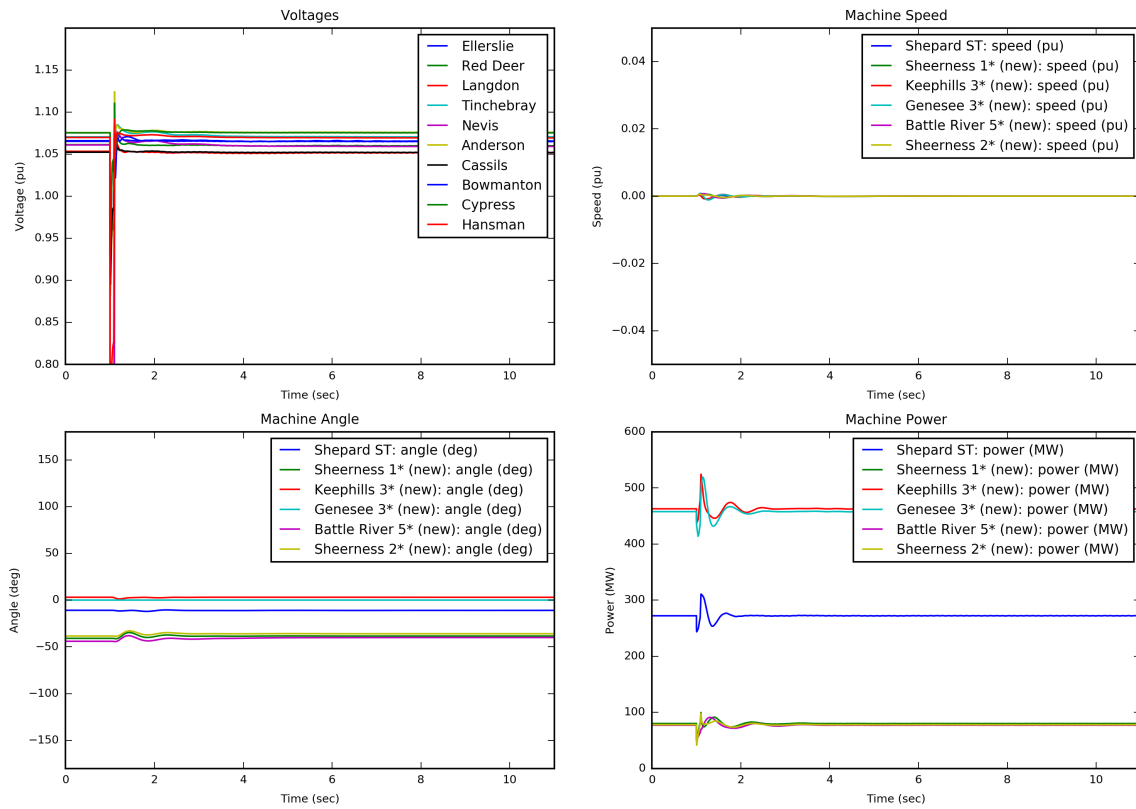 Voltages
1.15
1.10
1.05
1.00
0.95
0.90
0.85
0.80
Voltage (pu)
0
2
4
6
8
10
Time (sec)
Ellerslie
Red Deer
Langdon
Tinchebray
Nevis
Anderson
Cassils
Bowmanton
Cypress
Hansman
Machine Speed
0.04
0.02
0.00
−0.02
−0.04
Speed (pu)
0
2
4
6
8
10
Time (sec)
Shepard ST: speed (pu)
Sheerness 1* (new): speed (pu)
Keephills 3* (new): speed (pu)
Genesee 3* (new): speed (pu)
Battle River 5* (new): speed (pu)
Sheerness 2* (new): speed (pu)
Machine Angle
150
100
50
0
−50
−100
−150
Angle (deg)
0
2
4
6
8
10
Time (sec)
Shepard ST: angle (deg)
Sheerness 1* (new): angle (deg)
Keephills 3* (new): angle (deg)
Genesee 3* (new): angle (deg)
Battle River 5* (new): angle (deg)
Sheerness 2* (new): angle (deg)
Machine Power
600
500
400
300
200
100
0
Power (MW)
0
2
4
6
8
10
Time (sec)
Shepard ST: power (MW)
Sheerness 1* (new): power (MW)
Keephills 3* (new): power (MW)
Genesee 3* (new): power (MW)
Battle River 5* (new): power (MW)
Sheerness 2* (new): power (MW)